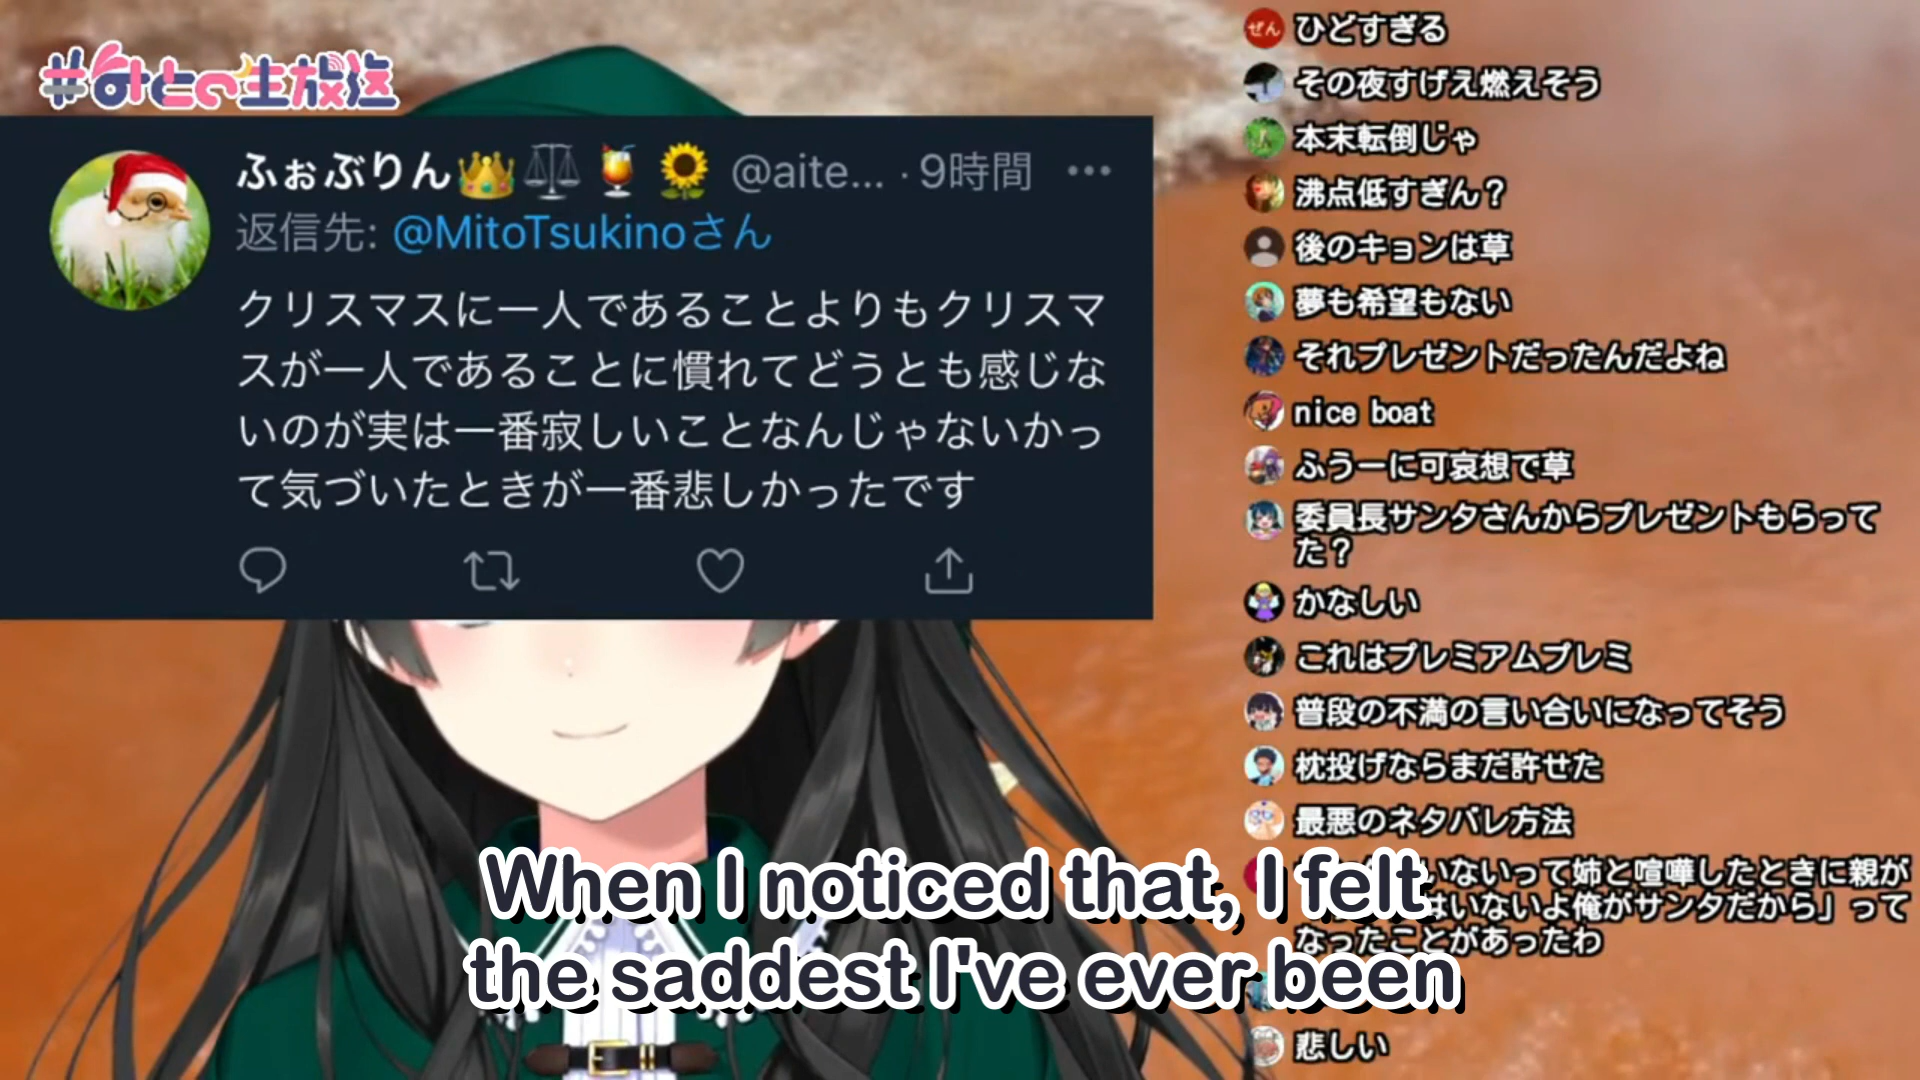 #みとの生放送
ふぉぶりん👑⚖️🍹🌻 @aite... · 9時間 •••
返信先: @MitoTsukinoさん
クリスマスに一人であることよりもクリスマ
スが一人であることに慣れてどうとも感じな
いのが実は一番寂しいことなんじゃないかっ
て気づいたときが一番悲しかったです
ぜん
ひどすぎる
その夜すげえ燃えそう
本末転倒じゃ
沸点低すぎん？
後のキョンは草
夢も希望もない
それプレゼントだったんだよね
nice boat
ふうーに可哀想で草
委員長サンタさんからプレゼントもらって
た？
かなしい
これはプレミアムプレミ
普段の不満の言い合いになってそう
枕投げならまだ許せた
最悪のネタバレ方法
いないって姉と喧嘩したときに親が
はいないよ俺がサンタだから」って
なったことがあったわ
悲しい
When I noticed that, I felt
the saddest I've ever been